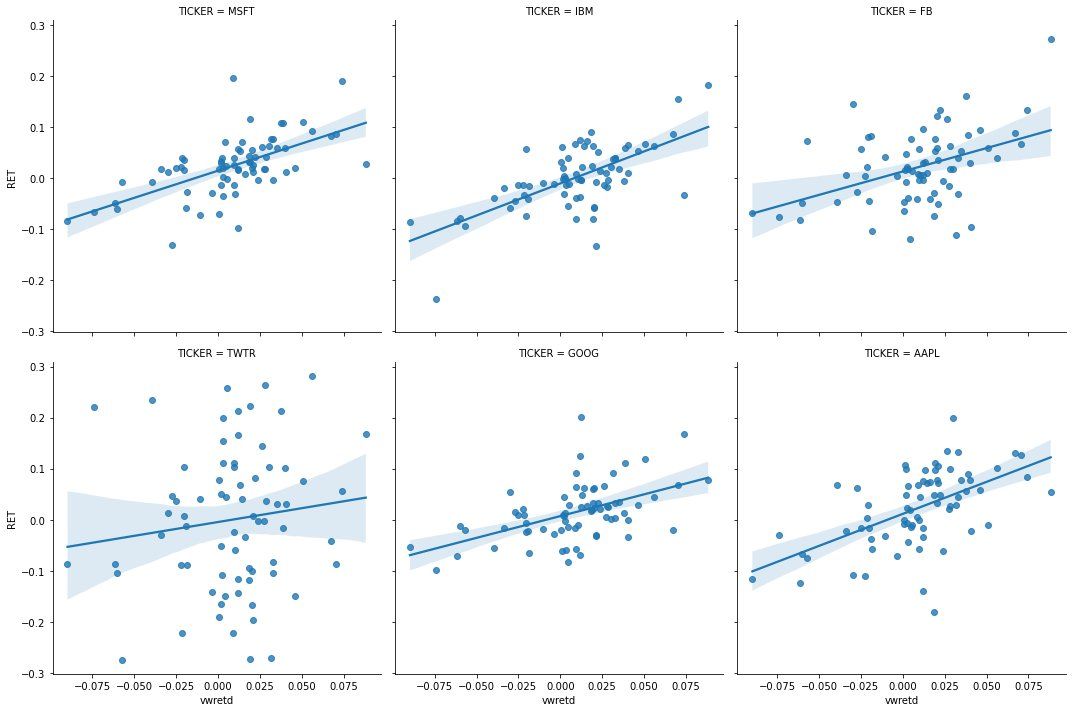 TICKER = MSFT
TICKER = IBM
TICKER = FB
0.3
0.2
0.1
0.0
−0.1
−0.2
−0.3
RET
TICKER = TWTR
TICKER = GOOG
TICKER = AAPL
0.3
0.2
0.1
0.0
−0.1
−0.2
−0.3
RET
−0.075 −0.050 −0.025 0.000 0.025 0.050 0.075
−0.075 −0.050 −0.025 0.000 0.025 0.050 0.075
−0.075 −0.050 −0.025 0.000 0.025 0.050 0.075
vwretd
vwretd
vwretd